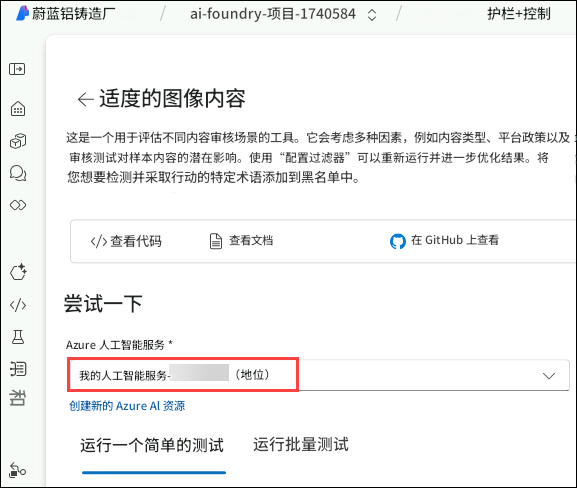 蔚蓝铝铸造厂 / ai-foundry-项目-1740584 / 护栏+控制
适度的图像内容
这是一个用于评估不同内容审核场景的工具。它会考虑多种因素，例如内容类型、平台政策以及
审核测试对样本内容的潜在影响。使用“配置过滤器”可以重新运行并进一步优化结果。将
您想要检测并采取行动的特定术语添加到黑名单中。
</>查看代码 查看文档 在 GitHub 上查看
尝试一下
Azure 人工智能服务 *
我的人工智能服务- （地位）
创建新的 Azure AI 资源
运行一个简单的测试 运行批量测试